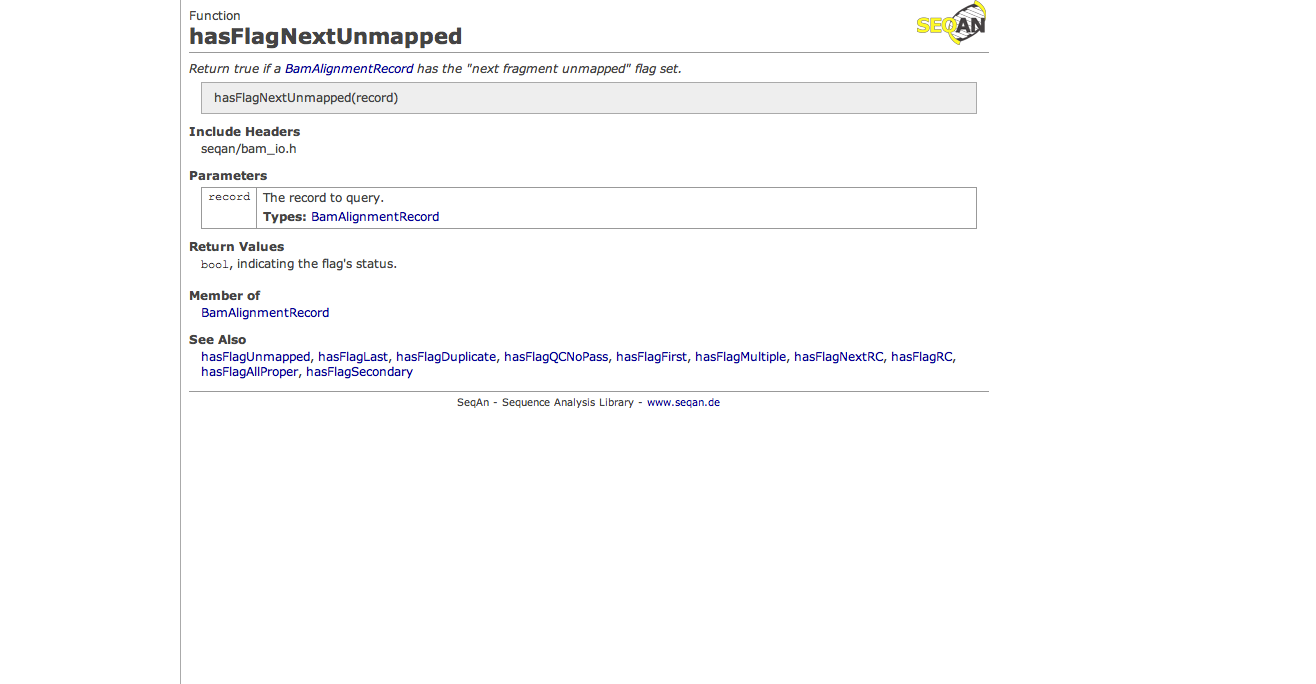 Function
SEQAN
hasFlagNextUnmapped
Return true if a BamAlignmentRecord has the "next fragment unmapped" flag set.
hasFlagNextUnmapped(record)
Include Headers
seqan/bam_io.h
Parameters
record The record to query.
Types: BamAlignmentRecord
Return Values
bool, indicating the flag's status.
Member of
BamAlignmentRecord
See Also
hasFlagUnmapped, hasFlagLast, hasFlagDuplicate, hasFlagQCNoPass, hasFlagFirst, hasFlagMultiple, hasFlagNextRC, hasFlagRC,
hasFlagAllProper, hasFlagSecondary
SeqAn - Sequence Analysis Library - www.seqan.de